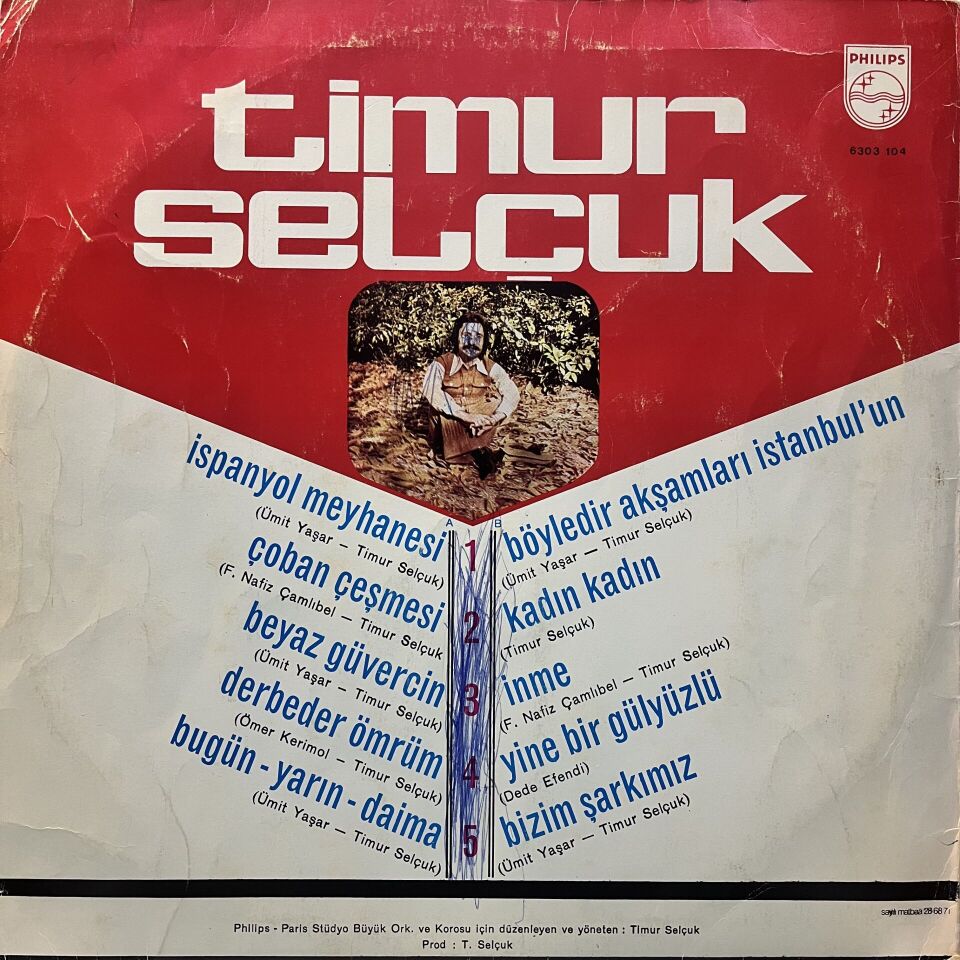 PHILIPS
6303 104
timur
selçuk
A
B
ispanyol meyhanesi
(Ümit Yaşar — Timur Selçuk)
çoban çeşmesi
(F. Nafiz Çamlıbel — Timur Selçuk
beyaz güvercin
(Ümit Yaşar — Timur Selçuk)
derbeder ömrüm
(Ömer Kerimol — Timur Selçuk)
bugün - yarın - daima
(Ümit Yaşar — Timur Selçuk)
1
2
3
4
5
böyledir akşamları istanbul'un
(Ümit Yaşar — Timur Selçuk)
kadın kadın
(Timur Selçuk)
inme
(F. Nafiz Çamlıbel — Timur Selçuk)
yine bir gülyüzlü
(Dede Efendi)
bizim şarkımız
(Ümit Yaşar — Timur Selçuk)
matbaa 28 68 71
Philips - Paris Stüdyo Büyük Ork. ve Korosu için düzenleyen ve yöneten : Timur Selçuk
Prod : T. Selçuk